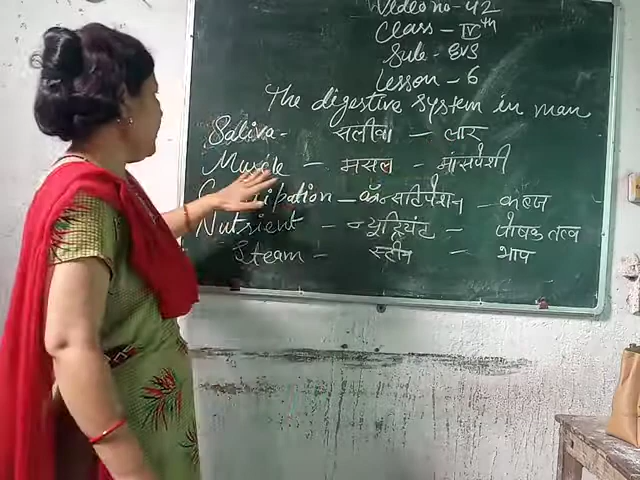 Video no-42
Class - IVth
Sub:- EVS
Lesson - 6
The digestive system in man
Saliva - सलीवा - लार
Muscle - मसल - मांसपेशी
कॉन्सटिपेशन - कब्ज
Nutrient - न्यूट्रियंट - पोषक तत्व
Steam - स्टीम - भाप